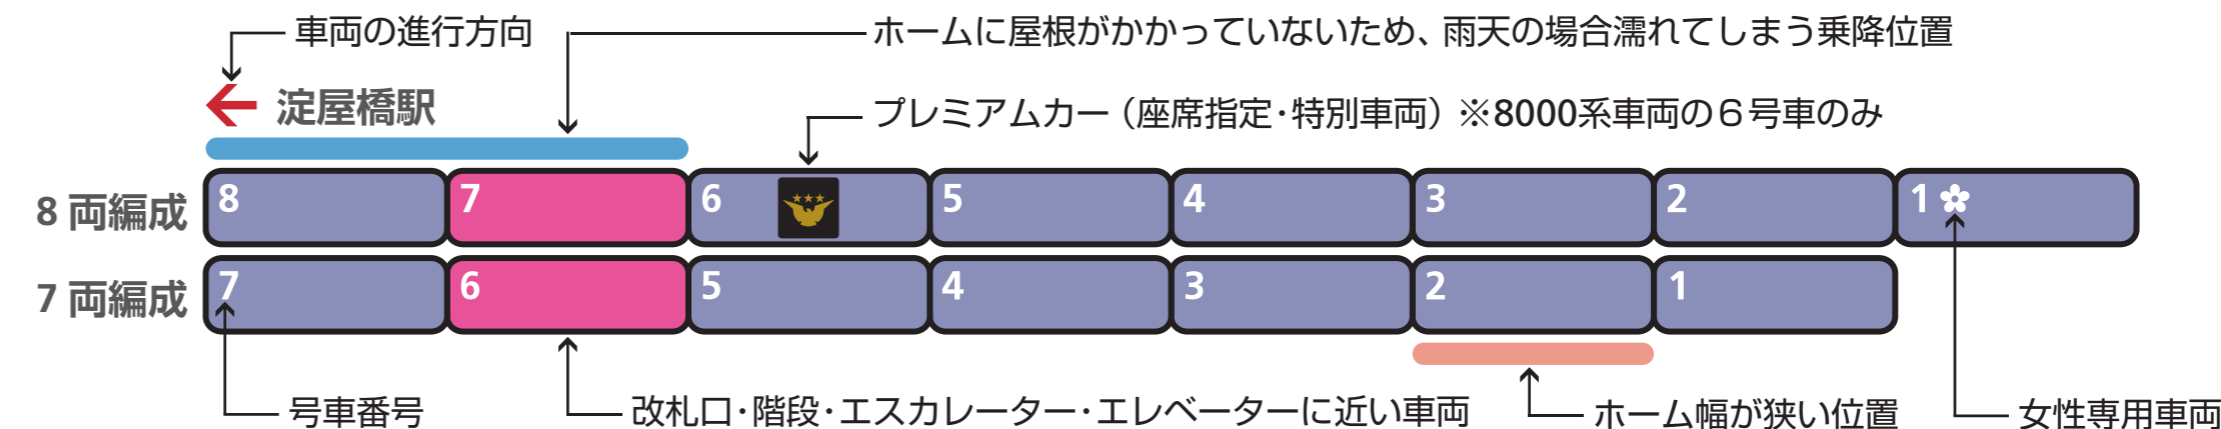 車両の進行方向
ホームに屋根がかかっていないため、雨天の場合濡れてしまう乗降位置
淀屋橋駅
プレミアムカー（座席指定･特別車両）※8000系車両の６号車のみ
8 両編成
8 7 6 5 4 3 2 1
7 両編成
7 6 5 4 3 2 1
号車番号
改札口･階段･エスカレーター･エレベーターに近い車両
ホーム幅が狭い位置
女性専用車両